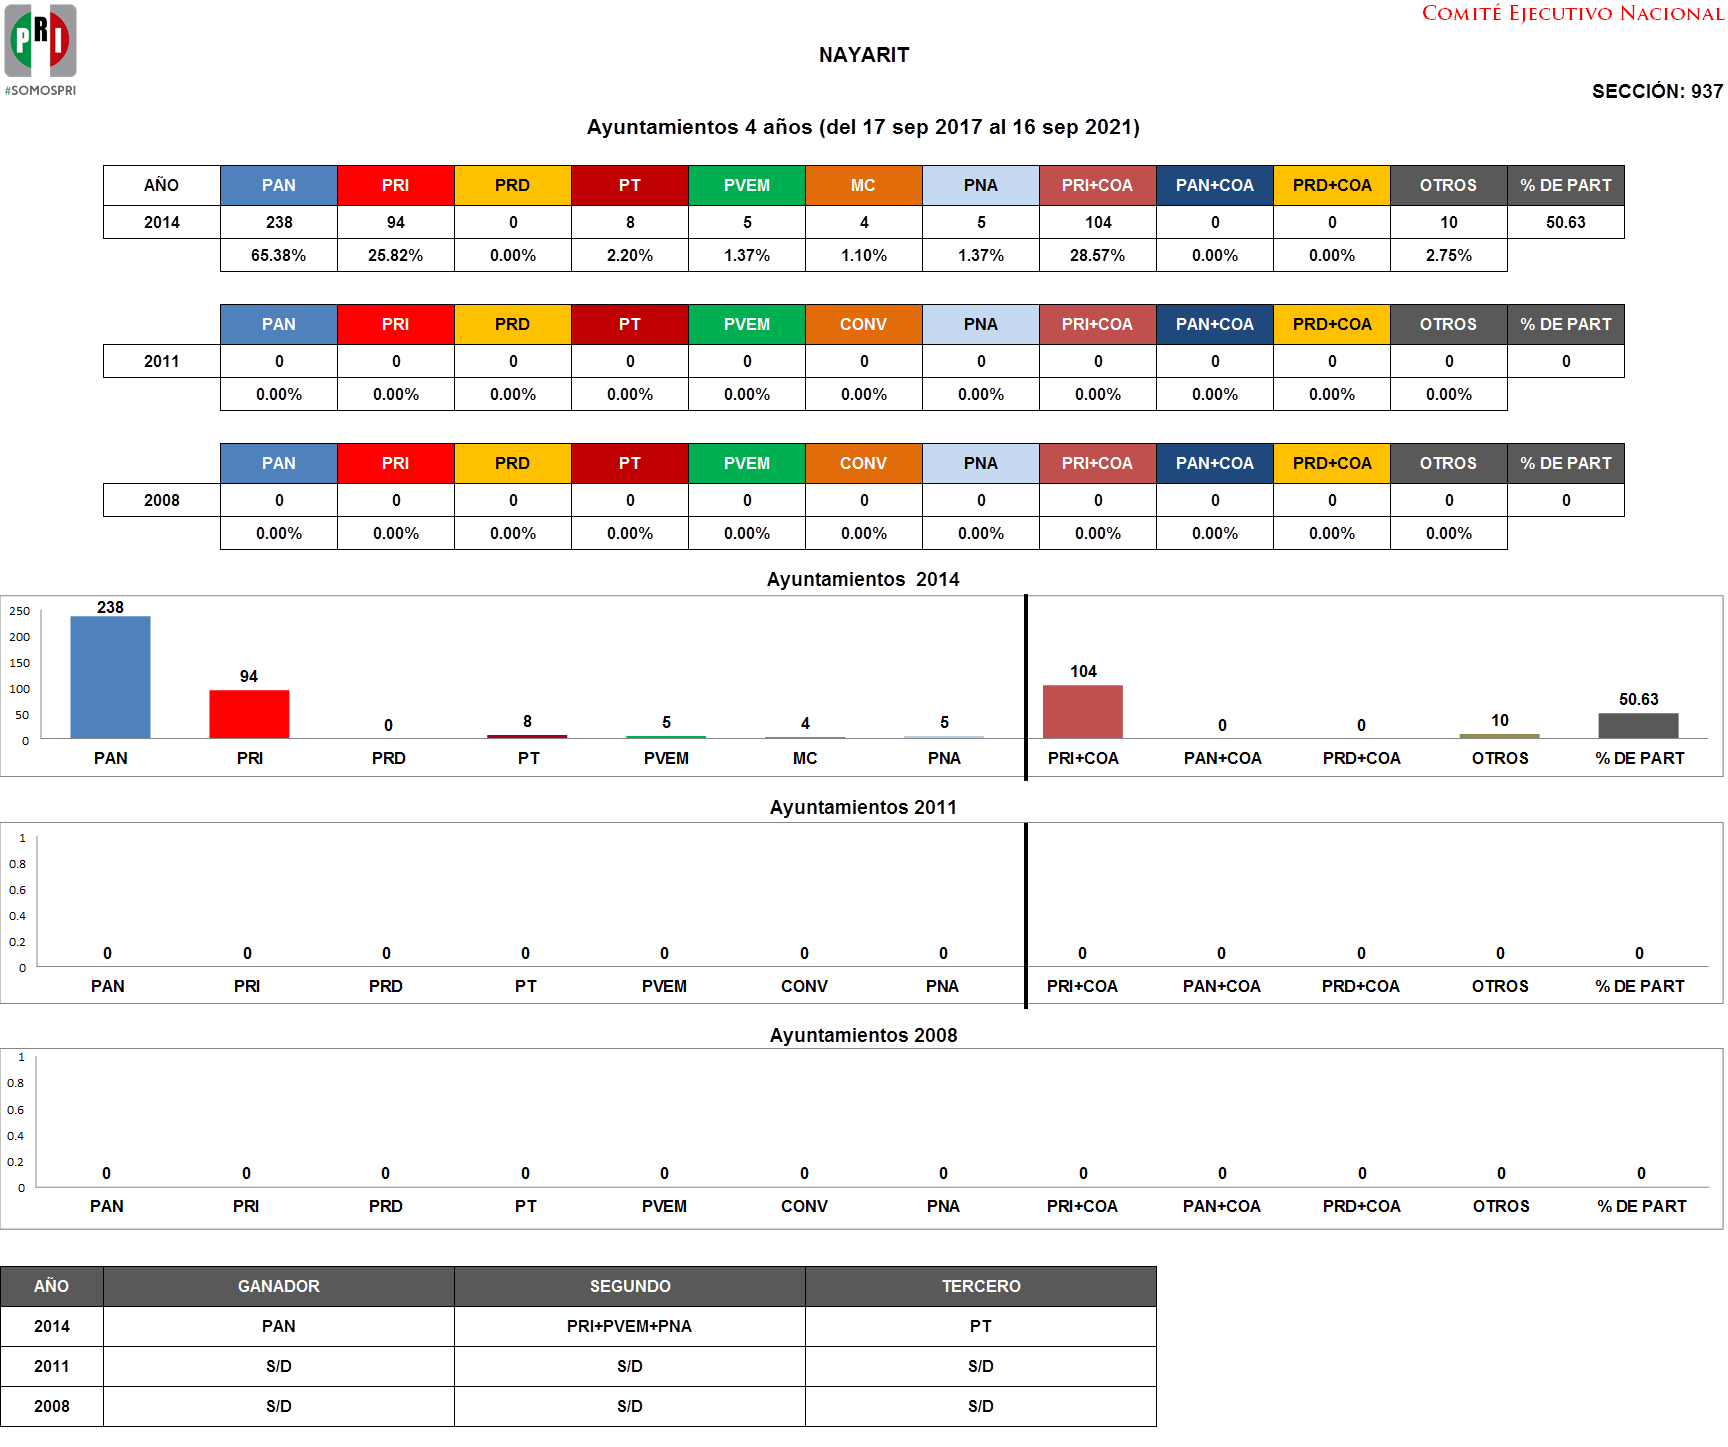 PRI
COMITÉ EJECUTIVO NACIONAL
NAYARIT
#SOMOSPRI
SECCIÓN: 937
Ayuntamientos 4 años (del 17 sep 2017 al 16 sep 2021)
AÑO PAN PRI PRD PT PVEM MC PNA PRI+COA PAN+COA PRD+COA OTROS % DE PART
2014 238 94 0 8 5 4 5 104 0 0 10 50.63
65.38% 25.82% 0.00% 2.20% 1.37% 1.10% 1.37% 28.57% 0.00% 0.00% 2.75%
PAN PRI PRD PT PVEM CONV PNA PRI+COA PAN+COA PRD+COA OTROS % DE PART
2011 0 0 0 0 0 0 0 0 0 0 0 0
0.00% 0.00% 0.00% 0.00% 0.00% 0.00% 0.00% 0.00% 0.00% 0.00% 0.00%
PAN PRI PRD PT PVEM CONV PNA PRI+COA PAN+COA PRD+COA OTROS % DE PART
2008 0 0 0 0 0 0 0 0 0 0 0 0
0.00% 0.00% 0.00% 0.00% 0.00% 0.00% 0.00% 0.00% 0.00% 0.00% 0.00%
Ayuntamientos 2014
250
200
150
100
50
0
238 94 0 8 5 4 5 104 0 0 10 50.63
PAN PRI PRD PT PVEM MC PNA PRI+COA PAN+COA PRD+COA OTROS % DE PART
Ayuntamientos 2011
1
0.8
0.6
0.4
0.2
0
0 0 0 0 0 0 0 0 0 0 0 0
PAN PRI PRD PT PVEM CONV PNA PRI+COA PAN+COA PRD+COA OTROS % DE PART
Ayuntamientos 2008
1
0.8
0.6
0.4
0.2
0
0 0 0 0 0 0 0 0 0 0 0 0
PAN PRI PRD PT PVEM CONV PNA PRI+COA PAN+COA PRD+COA OTROS % DE PART
AÑO GANADOR SEGUNDO TERCERO
2014 PAN PRI+PVEM+PNA PT
2011 S/D S/D S/D
2008 S/D S/D S/D